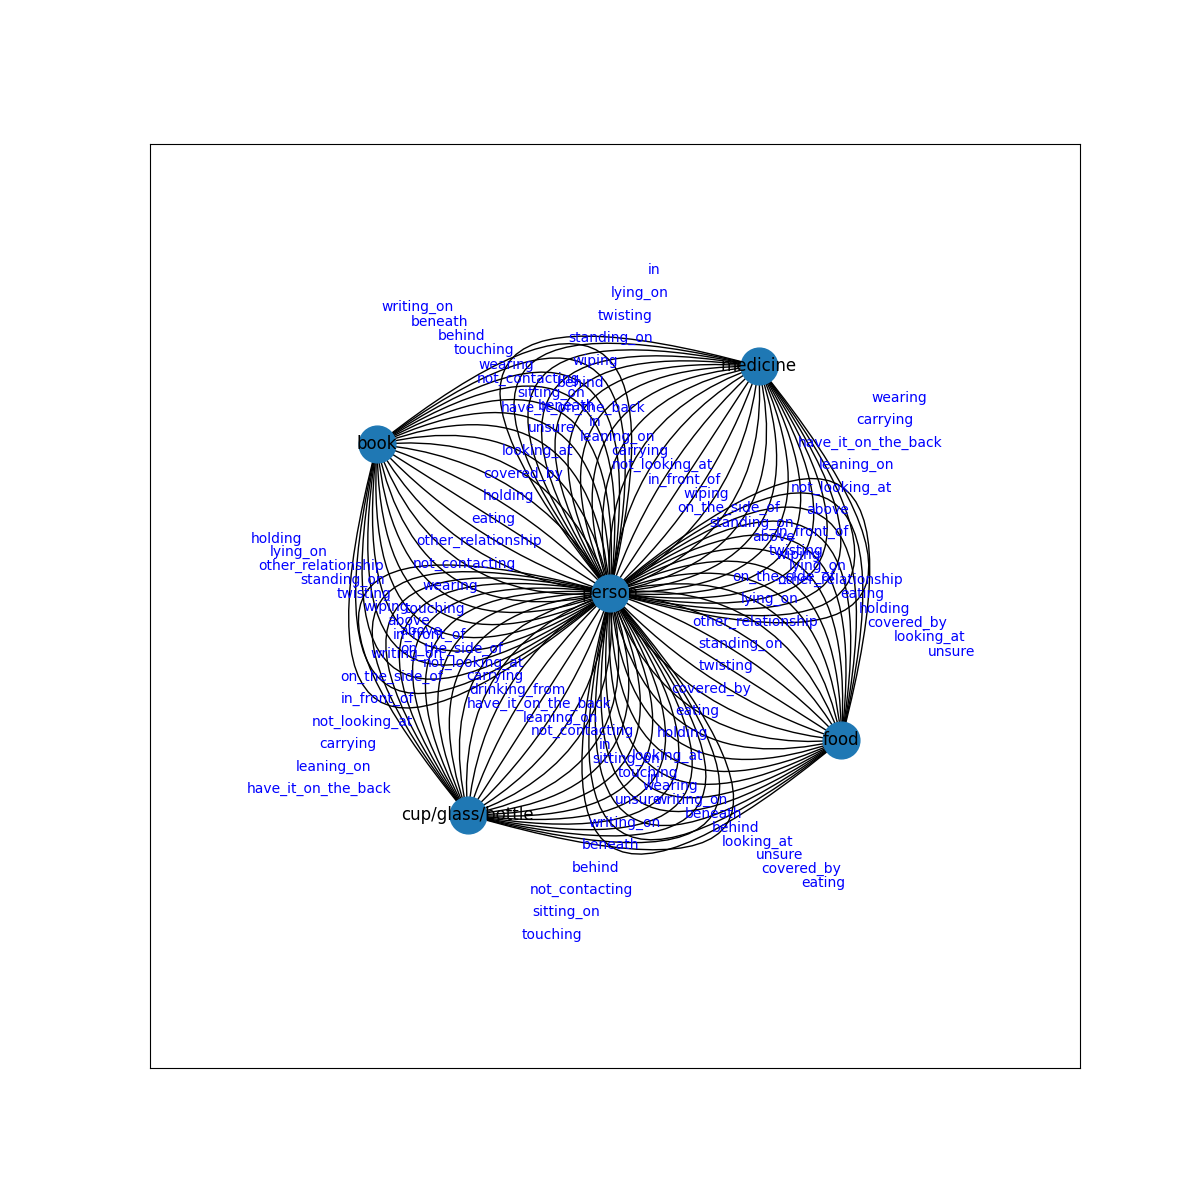 in
lying_on
writing_on
twisting
beneath
behind
standing_on
touching
wiping
wearing
medicine
not_contacting
behind
sitting_on
wearing
beneath
have_it_on_the_back
carrying
in
unsure
leaning_on
have_it_on_the_back
book
looking_at
carrying
not_looking_at
leaning_on
covered_by
in_front_of
not_looking_at
holding
wiping
on_the_side_of
above
eating
standing_on
in_front_of
holding
other_relationship
above
lying_on
twisting
wiping
other_relationship
not_contacting
lying_on
standing_on
on_the_side_of
other_relationship
wearing
twisting
person
eating
lying_on
wiping
touching
holding
above
other_relationship
covered_by
above
in_front_of
looking_at
on_the_side_of
standing_on
writing_on
unsure
not_looking_at
twisting
on_the_side_of
carrying
drinking_from
covered_by
in_front_of
have_it_on_the_back
eating
not_looking_at
leaning_on
not_contacting
holding
carrying
in
food
sitting_on
looking_at
leaning_on
touching
in
have_it_on_the_back
wearing
unsure
writing_on
cup/glass/bottle
beneath
writing_on
behind
beneath
looking_at
unsure
behind
covered_by
not_contacting
eating
sitting_on
touching